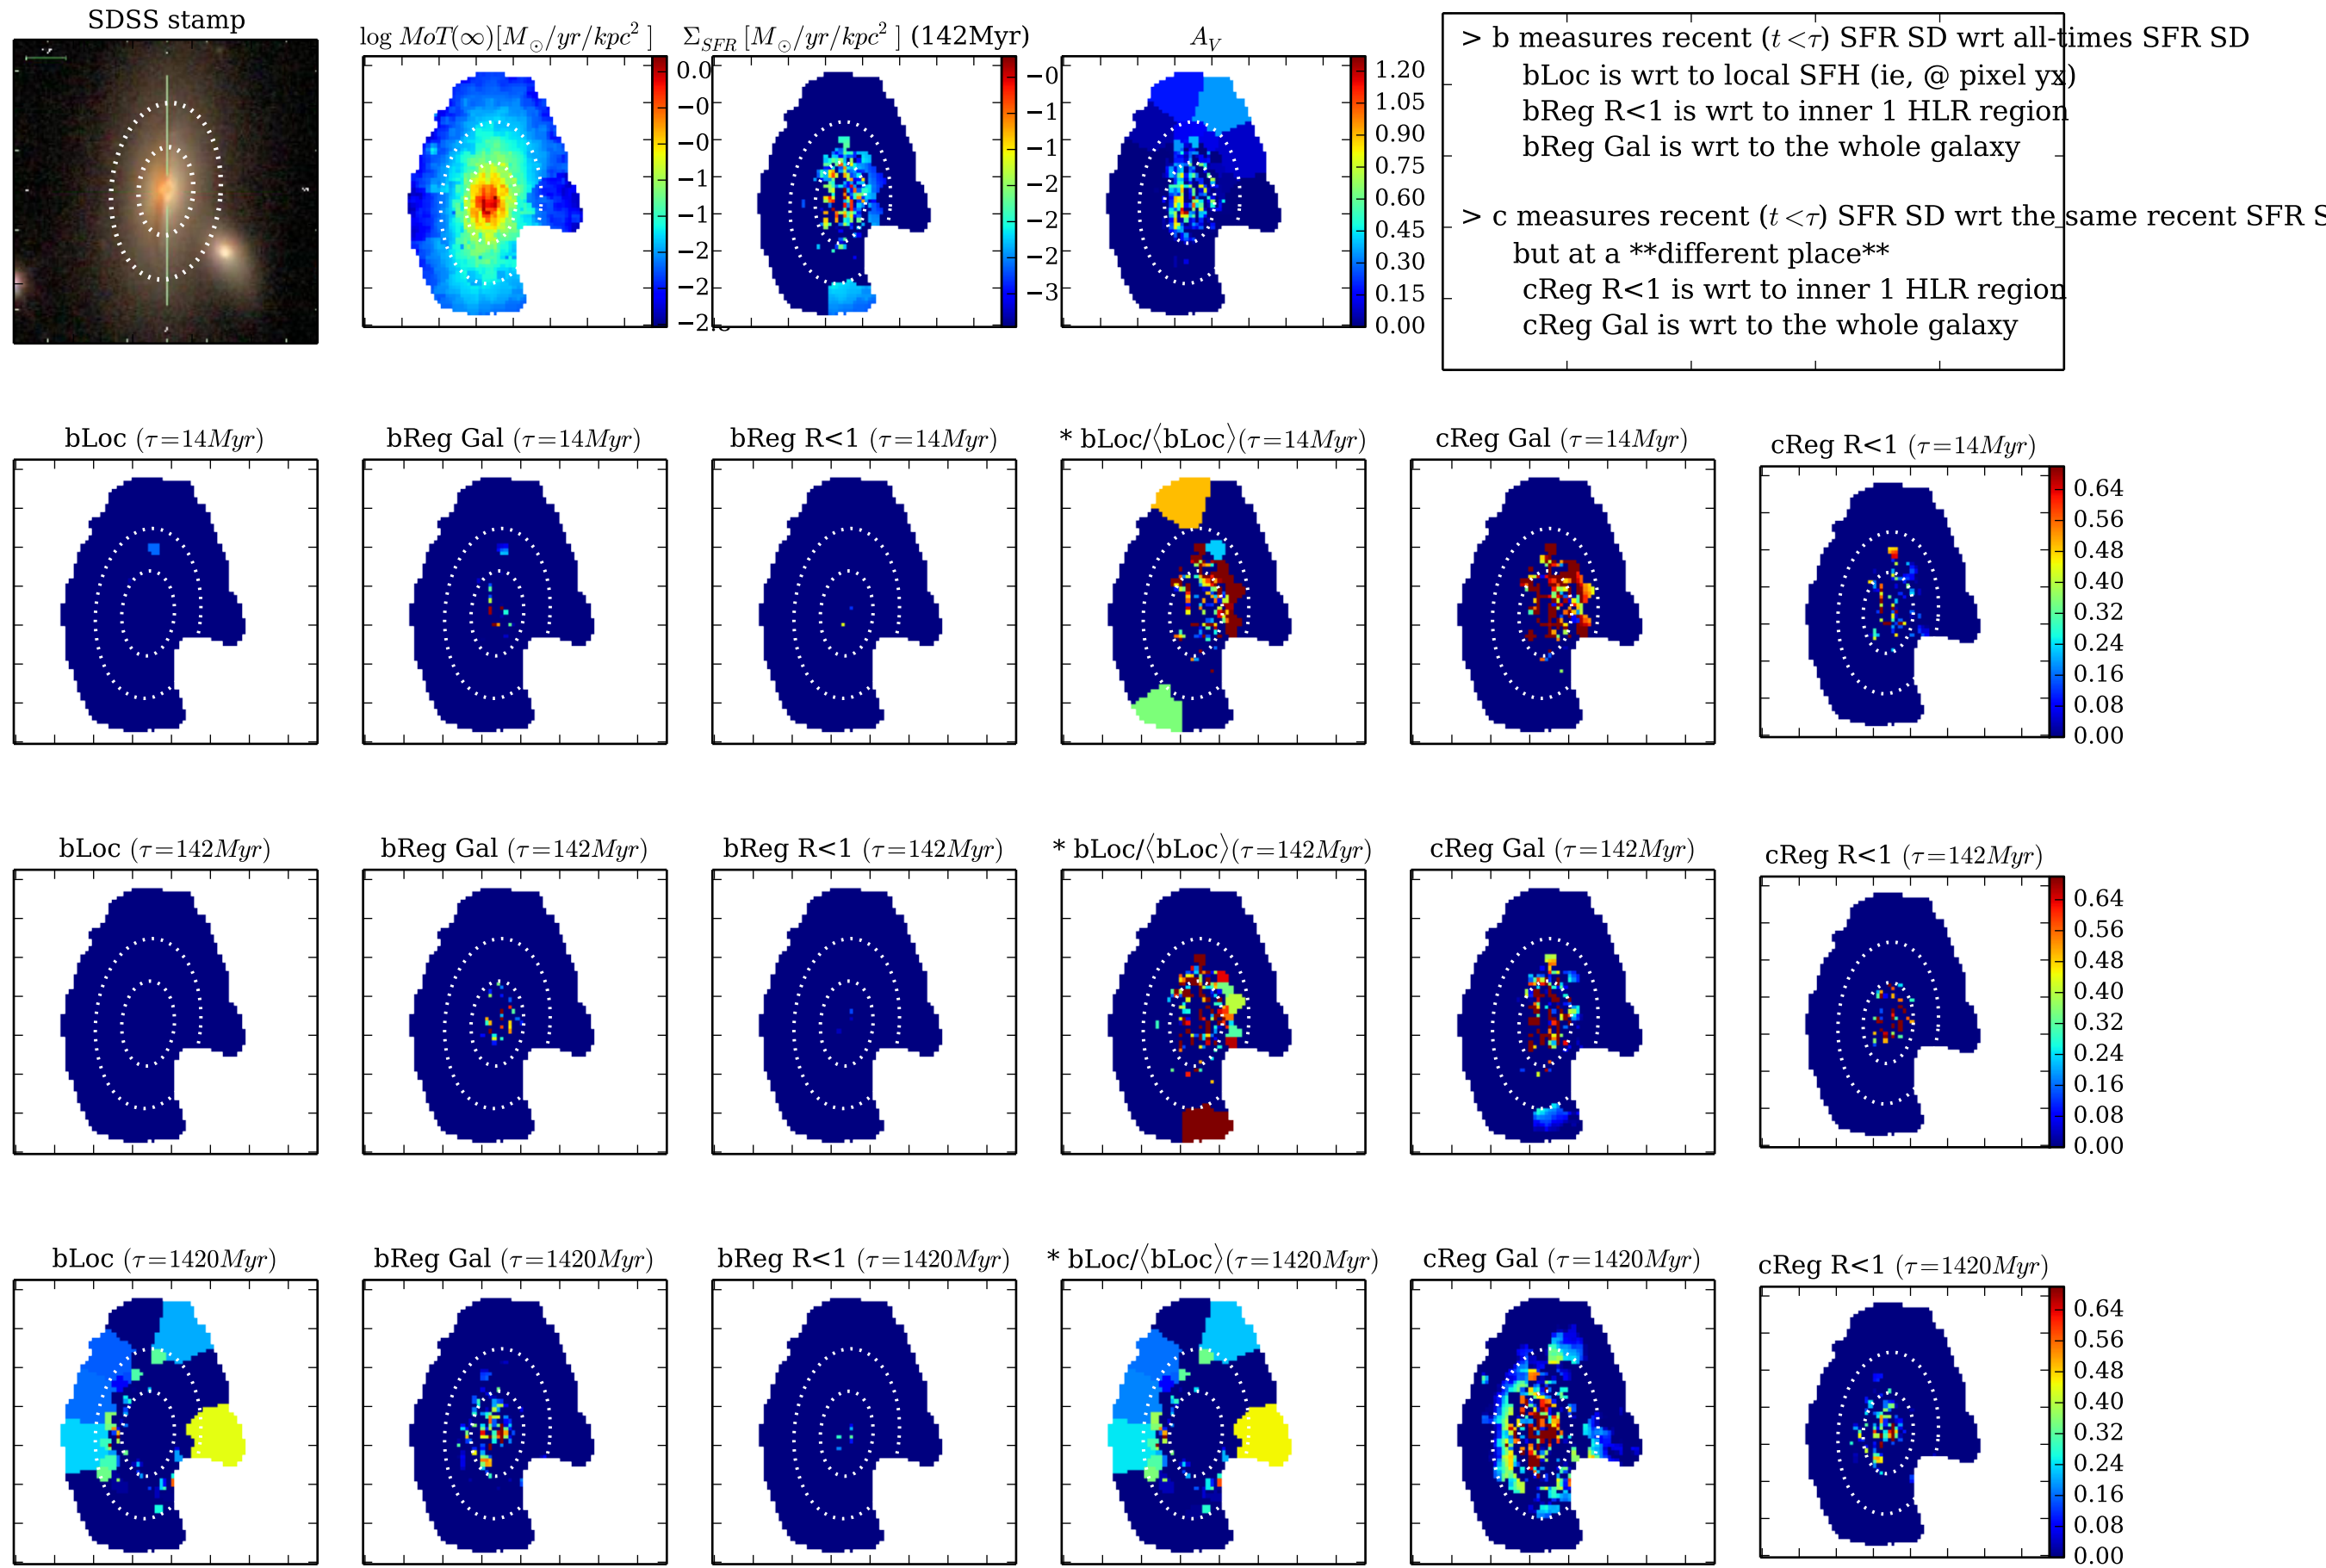 SDSS stamp
log MoT(∞)[M⊙/yr/kpc² ]
Σ_SFR [M⊙/yr/kpc² ] (142Myr)
A_V
0.0
−0
−0
−1
−1
−2
−2
−2.
−0
−1
−1
−2
−2
−2
−3
1.20
1.05
0.90
0.75
0.60
0.45
0.30
0.15
0.00
> b measures recent (t<τ) SFR SD wrt all-times SFR SD
bLoc is wrt to local SFH (ie, @ pixel yx)
bReg R<1 is wrt to inner 1 HLR region
bReg Gal is wrt to the whole galaxy
> c measures recent (t<τ) SFR SD wrt the same recent SFR S
but at a **different place**
cReg R<1 is wrt to inner 1 HLR region
cReg Gal is wrt to the whole galaxy
bLoc (τ=14Myr)
bReg Gal (τ=14Myr)
bReg R<1 (τ=14Myr)
* bLoc/⟨bLoc⟩(τ=14Myr)
cReg Gal (τ=14Myr)
cReg R<1 (τ=14Myr)
0.64
0.56
0.48
0.40
0.32
0.24
0.16
0.08
0.00
bLoc (τ=142Myr)
bReg Gal (τ=142Myr)
bReg R<1 (τ=142Myr)
* bLoc/⟨bLoc⟩(τ=142Myr)
cReg Gal (τ=142Myr)
cReg R<1 (τ=142Myr)
0.64
0.56
0.48
0.40
0.32
0.24
0.16
0.08
0.00
bLoc (τ=1420Myr)
bReg Gal (τ=1420Myr)
bReg R<1 (τ=1420Myr)
* bLoc/⟨bLoc⟩(τ=1420Myr)
cReg Gal (τ=1420Myr)
cReg R<1 (τ=1420Myr)
0.64
0.56
0.48
0.40
0.32
0.24
0.16
0.08
0.00